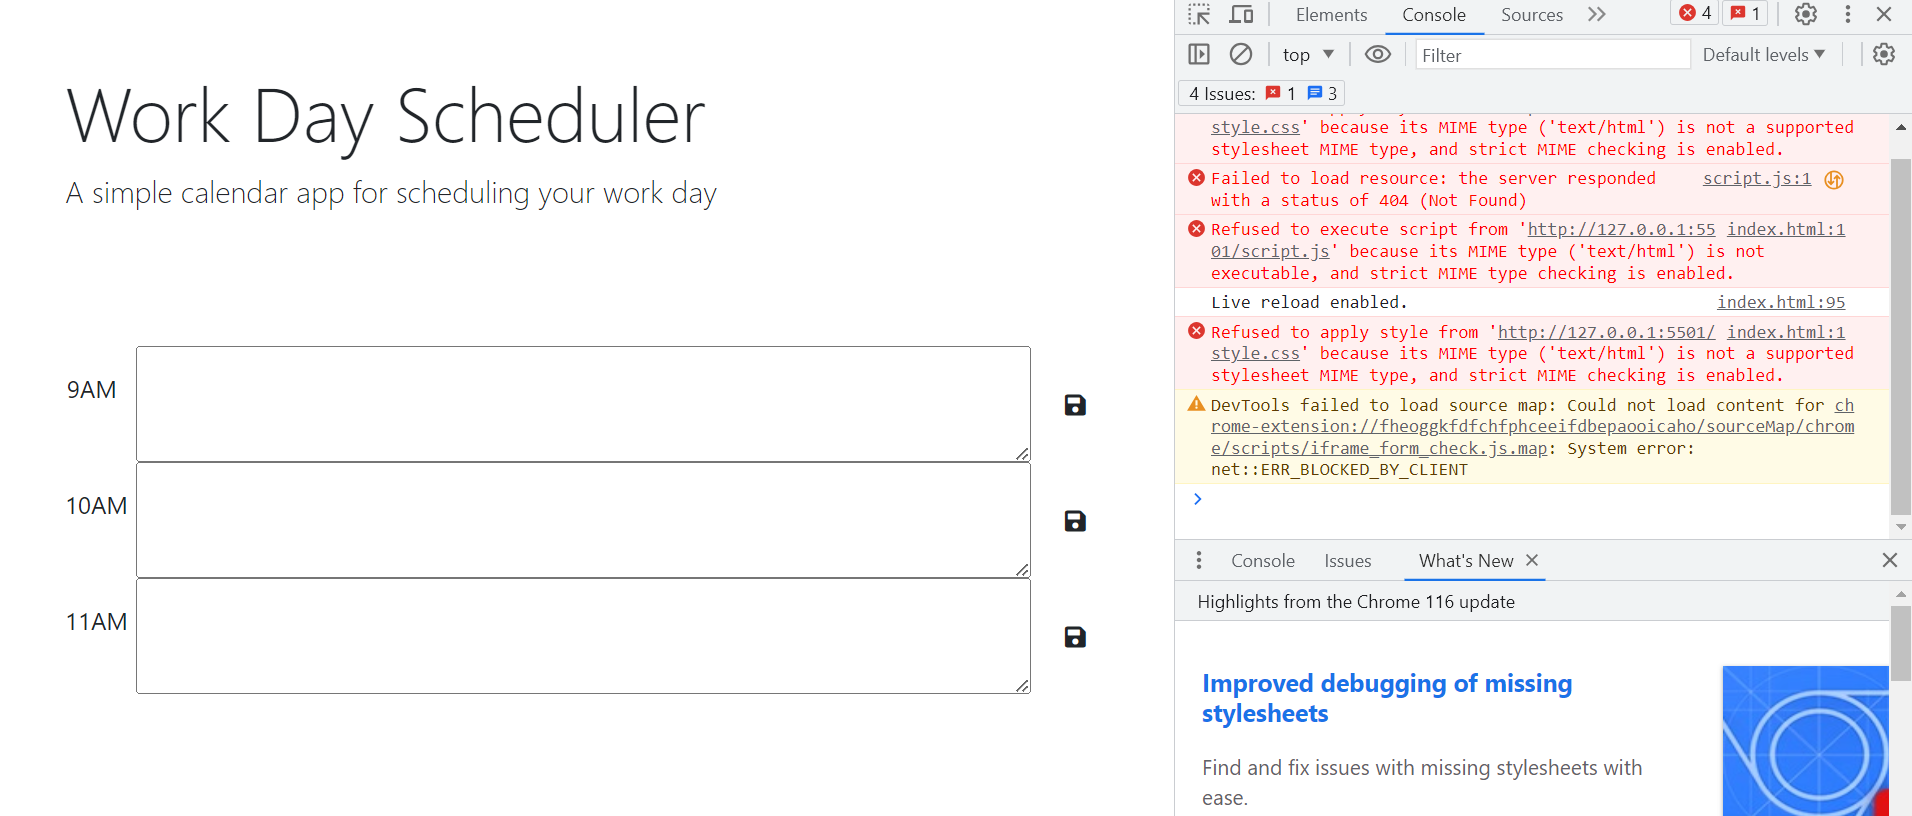 Work Day Scheduler
A simple calendar app for scheduling your work day
9AM
10AM
11AM
Elements Console Sources 4 1
top Filter Default levels
4 Issues: 1 3
style.css' because its MIME type ('text/html') is not a supported
stylesheet MIME type, and strict MIME checking is enabled.
Failed to load resource: the server responded script.js:1
with a status of 404 (Not Found)
Refused to execute script from 'http://127.0.0.1:55 index.html:1
01/script.js' because its MIME type ('text/html') is not
executable, and strict MIME type checking is enabled.
Live reload enabled. index.html:95
Refused to apply style from 'http://127.0.0.1:5501/ index.html:1
style.css' because its MIME type ('text/html') is not a supported
stylesheet MIME type, and strict MIME checking is enabled.
DevTools failed to load source map: Could not load content for ch
rome-extension://fheoggkfdfchfphceeifdbepaooicaho/sourceMap/chrom
e/scripts/iframe_form_check.js.map: System error:
net::ERR_BLOCKED_BY_CLIENT
Console Issues What's New
Highlights from the Chrome 116 update
Improved debugging of missing
stylesheets
Find and fix issues with missing stylesheets with
ease.